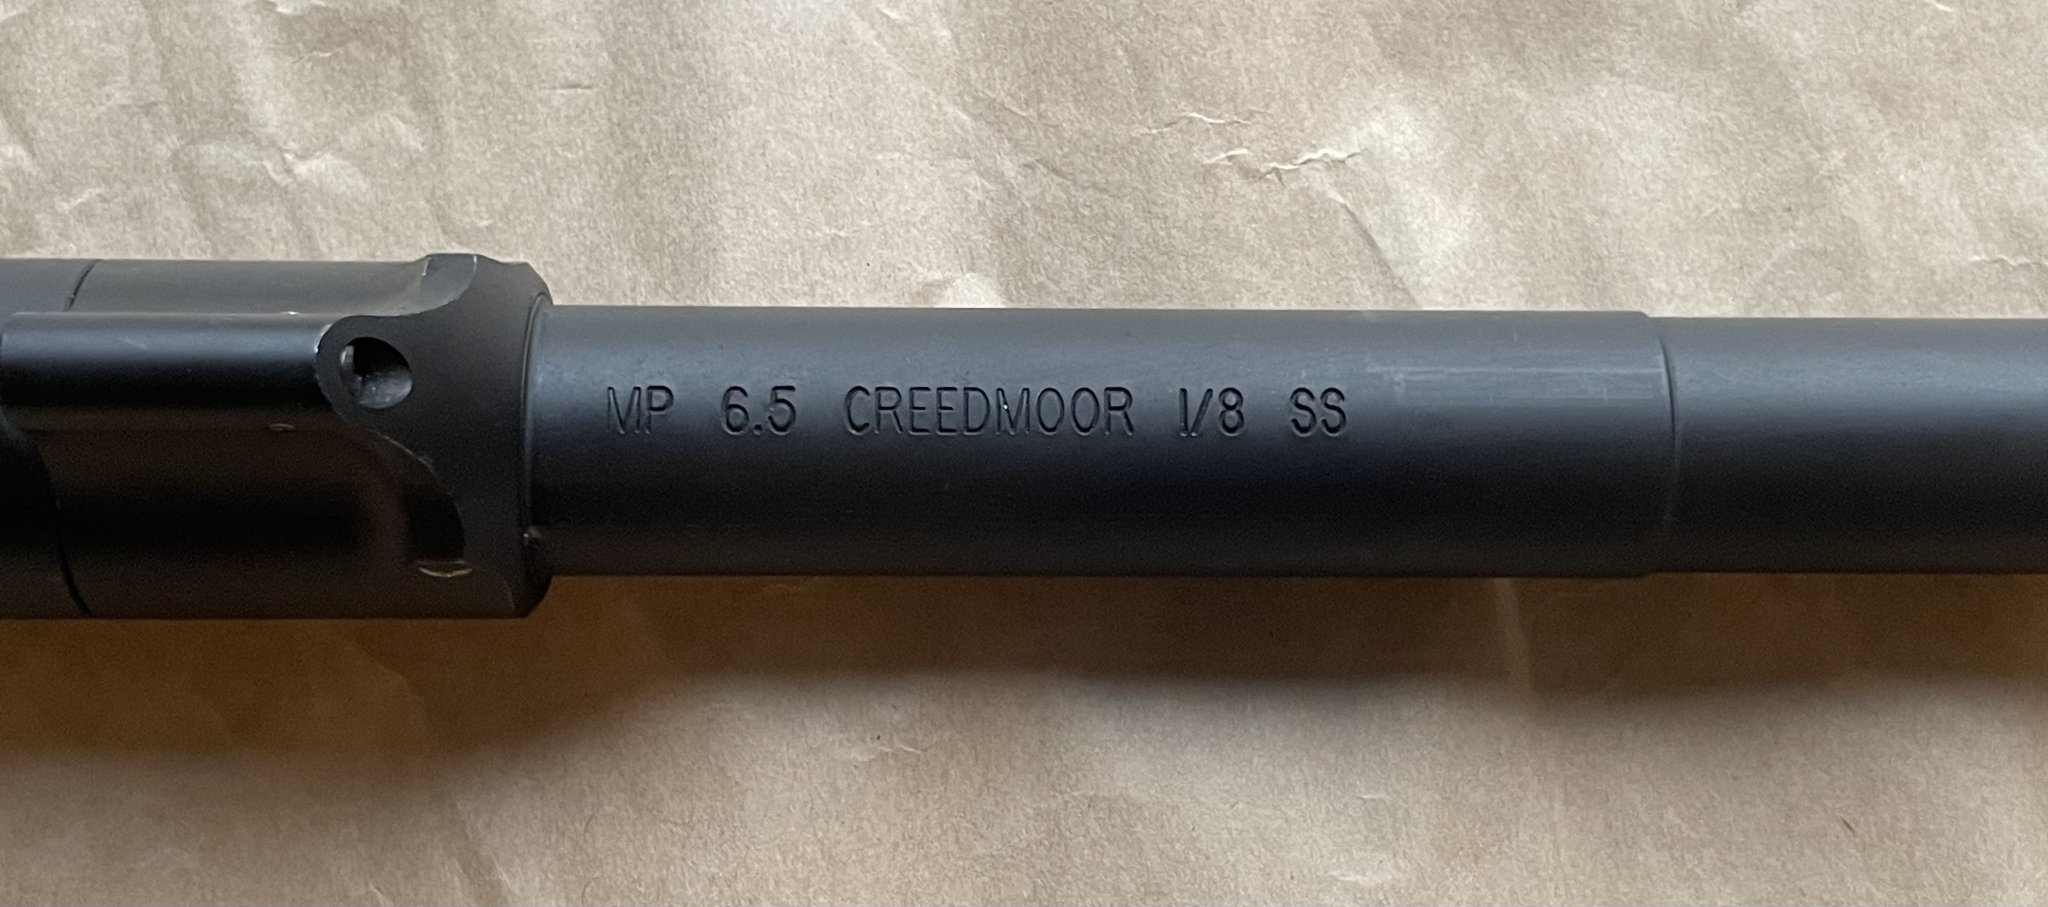 MP 6.5 CREEDMOOR 1/8 SS